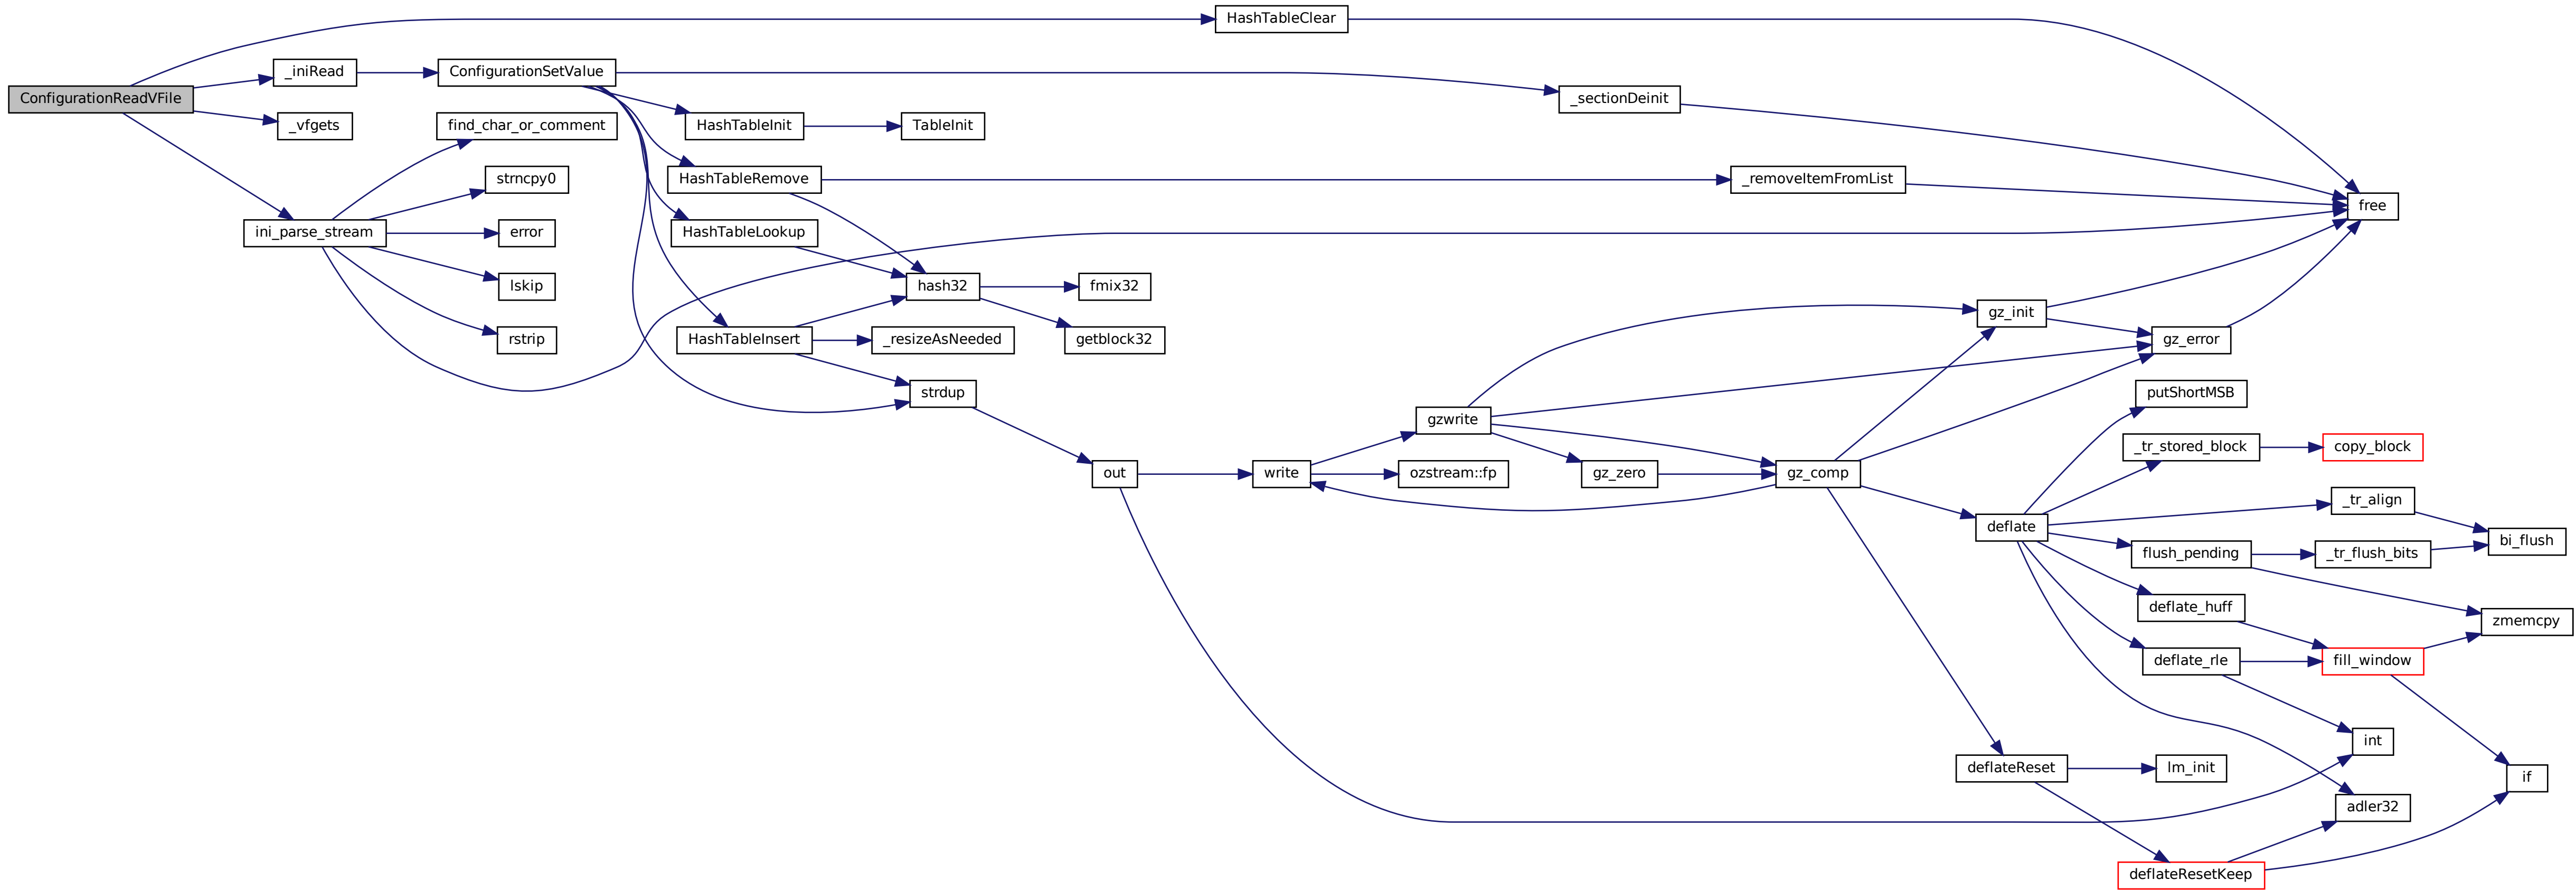 ConfigurationReadVFile
_iniRead
_vfgets
ini_parse_stream
ConfigurationSetValue
find_char_or_comment
strncpy0
error
lskip
rstrip
HashTableInit
HashTableRemove
HashTableLookup
HashTableInsert
TableInit
hash32
_resizeAsNeeded
strdup
fmix32
getblock32
out
HashTableClear
write
gzwrite
ozstream::fp
_sectionDeinit
gz_zero
_removeItemFromList
gz_comp
gz_init
deflate
deflateReset
gz_error
putShortMSB
_tr_stored_block
flush_pending
deflate_huff
deflate_rle
lm_init
deflateResetKeep
free
copy_block
_tr_align
_tr_flush_bits
fill_window
int
adler32
bi_flush
zmemcpy
if